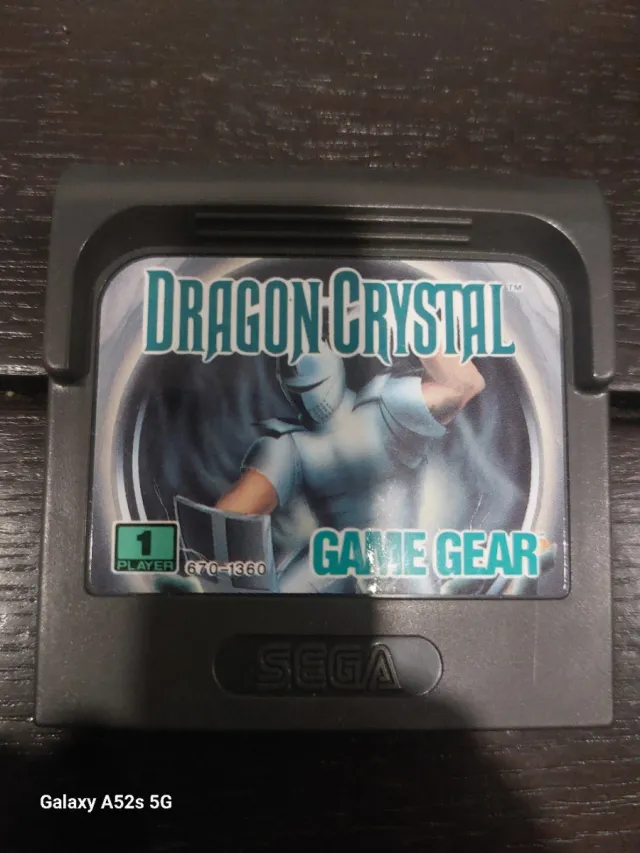 DRAGON CRYSTAL™
1
PLAYER
670-1360
GAME GEAR
SEGA
Galaxy A52s 5G